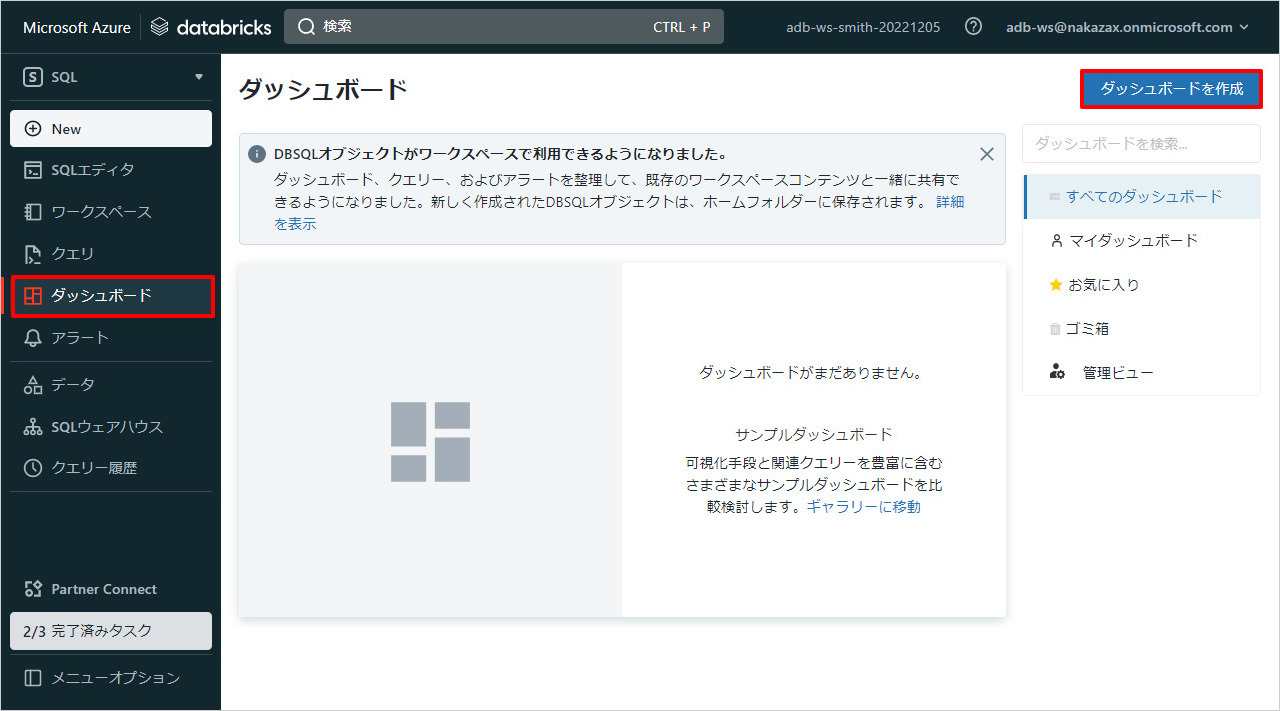 Microsoft Azure
databricks
検索
CTRL + P
adb-ws-smith-20221205
adb-ws@nakazax.onmicrosoft.com
S SQL
New
SQLエディタ
ワークスペース
クエリ
ダッシュボード
アラート
データ
SQLウェアハウス
クエリー履歴
Partner Connect
2/3 完了済みタスク
メニューオプション
ダッシュボード
ダッシュボードを作成
DBSQLオブジェクトがワークスペースで利用できるようになりました。
ダッシュボード、クエリー、およびアラートを整理して、既存のワークスペースコンテンツと一緒に共有で
きるようになりました。新しく作成されたDBSQLオブジェクトは、ホームフォルダーに保存されます。 詳細
を表示
ダッシュボードがまだありません。
サンプルダッシュボード
可視化手段と関連クエリーを豊富に含む
さまざまなサンプルダッシュボードを比
較検討します。ギャラリーに移動
ダッシュボードを検索...
すべてのダッシュボード
マイダッシュボード
お気に入り
ゴミ箱
管理ビュー